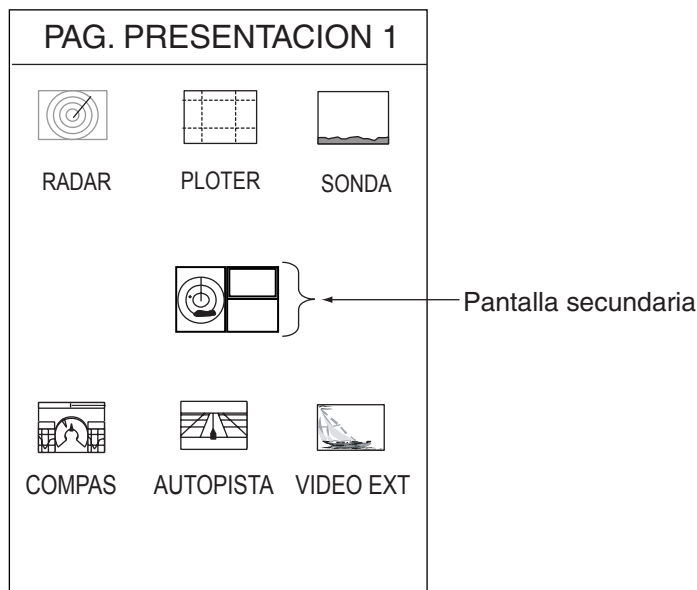 PAG. PRESENTACION 1
RADAR PLOTER SONDA
Pantalla secundaria
COMPAS AUTOPISTA VIDEO EXT